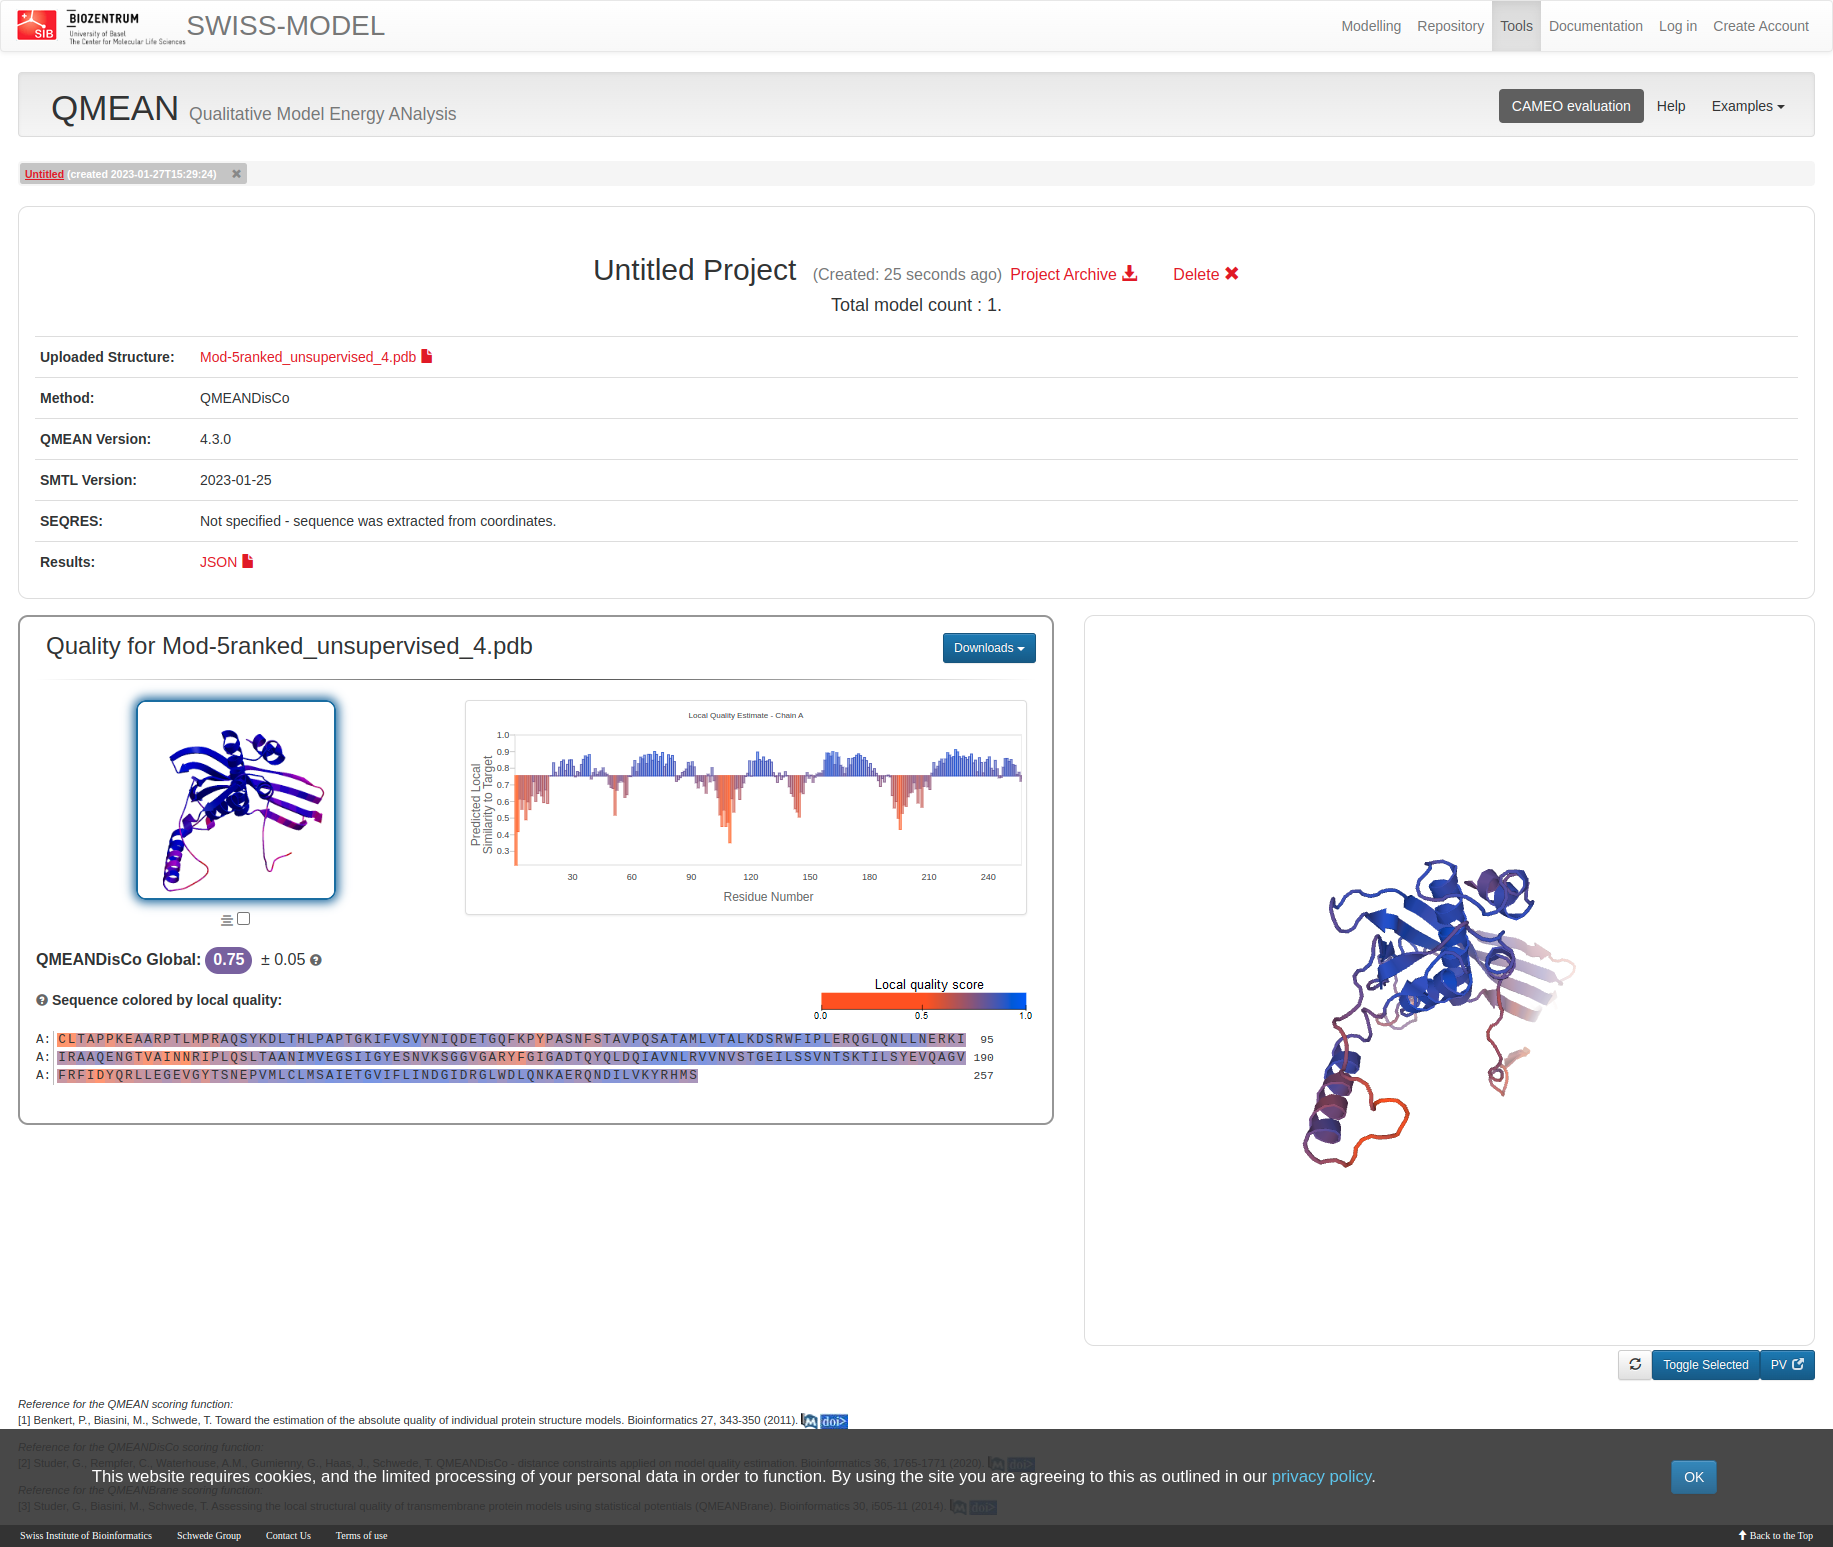 SIB
BIOZENTRUM
University of Basel
The Center for Molecular Life Sciences
SWISS-MODEL
Modelling Repository Tools Documentation Log in Create Account
QMEAN Qualitative Model Energy ANalysis
CAMEO evaluation Help Examples
Untitled (created 2023-01-27T15:29:24)
Untitled Project (Created: 25 seconds ago) Project Archive Delete
Total model count : 1.
Uploaded Structure: Mod-5ranked_unsupervised_4.pdb
Method: QMEANDisCo
QMEAN Version: 4.3.0
SMTL Version: 2023-01-25
SEQRES: Not specified - sequence was extracted from coordinates.
Results: JSON
Quality for Mod-5ranked_unsupervised_4.pdb
Downloads
Local Quality Estimate - Chain A
Predicted Local
Similarity to Target
1.0
0.9
0.8
0.7
0.6
0.5
0.4
0.3
30 60 90 120 150 180 210 240
Residue Number
QMEANDisCo Global: 0.75 ± 0.05
Sequence colored by local quality:
Local quality score
0.0 0.5 1.0
A: CLTAPPKEAARPTLMPRAQSYKDLTHLPAPTGKIFVSVYNIQDETGQFKPYPASNFSTAVPQSATAMLVTALKDSRWFIPLERQGLQNLLNERKI 95
A: IRAAQENGTVAINNRIPLQSLTAANIMVEGSIIGYESNVKSGGVGARYFGIGADTQYQLDQIAVNLRVVNVSTGEILSSVNTSKTILSYEVQAGV 190
A: FRFIDYQRLLEGEVGYTSNEPVMLCLMSAIETGVIFLINDGIDRGLWDLQNKAERQNDILVKYRHMS 257
Toggle Selected PV
Reference for the QMEAN scoring function:
[1] Benkert, P., Biasini, M., Schwede, T. Toward the estimation of the absolute quality of individual protein structure models. Bioinformatics 27, 343-350 (2011). doi>
Reference for the QMEANDisCo scoring function:
[2] Studer, G., Rempfer, C., Waterhouse, A.M., Gumienny, G., Haas, J., Schwede, T. QMEANDisCo - distance constraints applied on model quality estimation. Bioinformatics 36, 1765-1771 (2020). doi>
This website requires cookies, and the limited processing of your personal data in order to function. By using the site you are agreeing to this as outlined in our privacy policy.
OK
Reference for the QMEANBrane scoring function:
[3] Studer, G., Biasini, M., Schwede, T. Assessing the local structural quality of transmembrane protein models using statistical potentials (QMEANBrane). Bioinformatics 30, i505-i11 (2014). doi>
Swiss Institute of Bioinformatics Schwede Group Contact Us Terms of use
Back to the Top